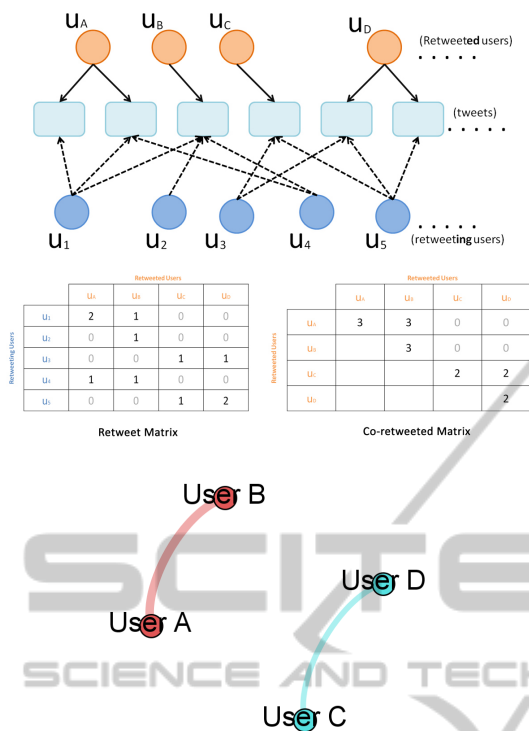 uA uB uC uD (Retweeted users)
. . . . .
(tweets)
. . . . .
u1 u2 u3 u4 u5 . . . . .
(retweeting users)
Retweeted Users
uA uB uC uD
Retweeting Users
u1 2 1 0 0
u2 0 1 0 0
u3 0 0 1 1
u4 1 1 0 0
u5 0 0 1 2
Retweet Matrix
Retweeted Users
uA uB uC uD
Retweeted Users
uA 3 3 0 0
uB 3 0 0
uC 2 2
uD 2
Co-retweeted Matrix
User B
User D
User A
User C
SCITE
SCIENCE AND TECH